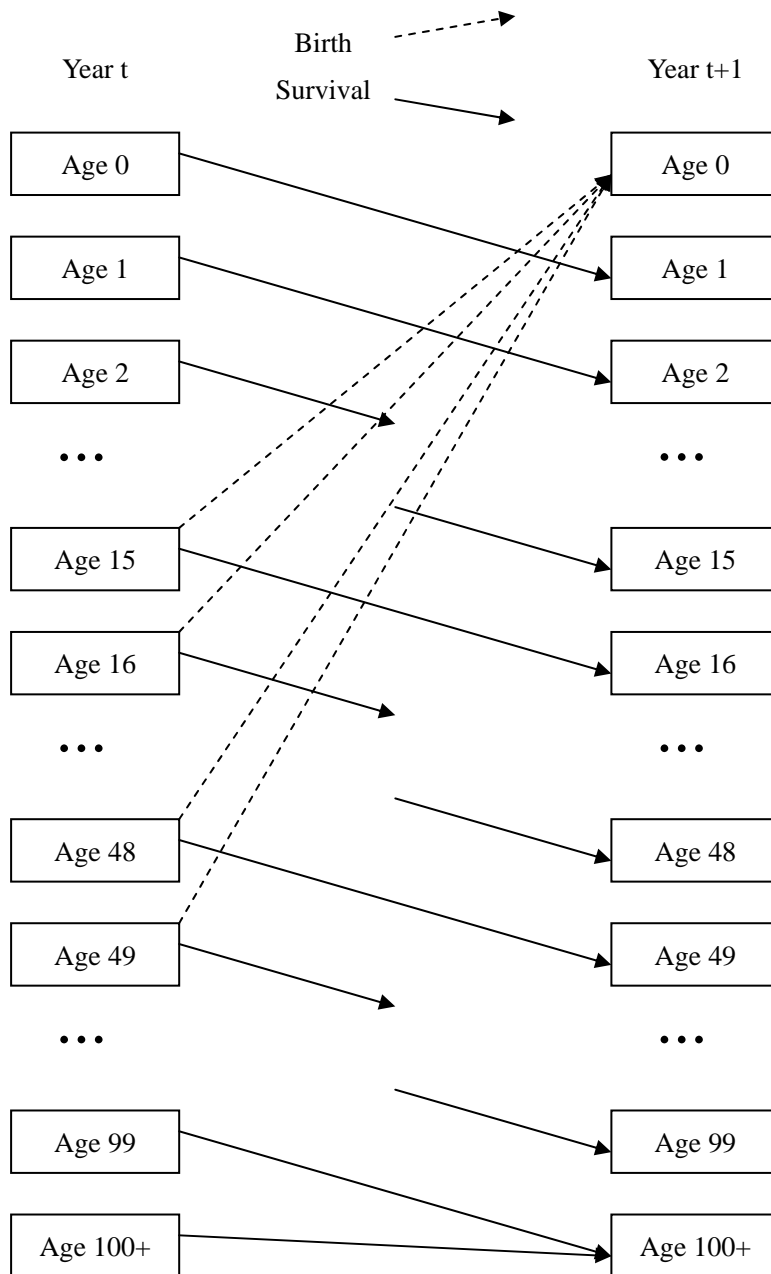 Birth
Year t
Year t+1
Survival
Age 0
Age 0
Age 1
Age 1
Age 2
Age 2
•••
•••
Age 15
Age 15
Age 16
Age 16
•••
•••
Age 48
Age 48
Age 49
Age 49
•••
•••
Age 99
Age 99
Age 100+
Age 100+